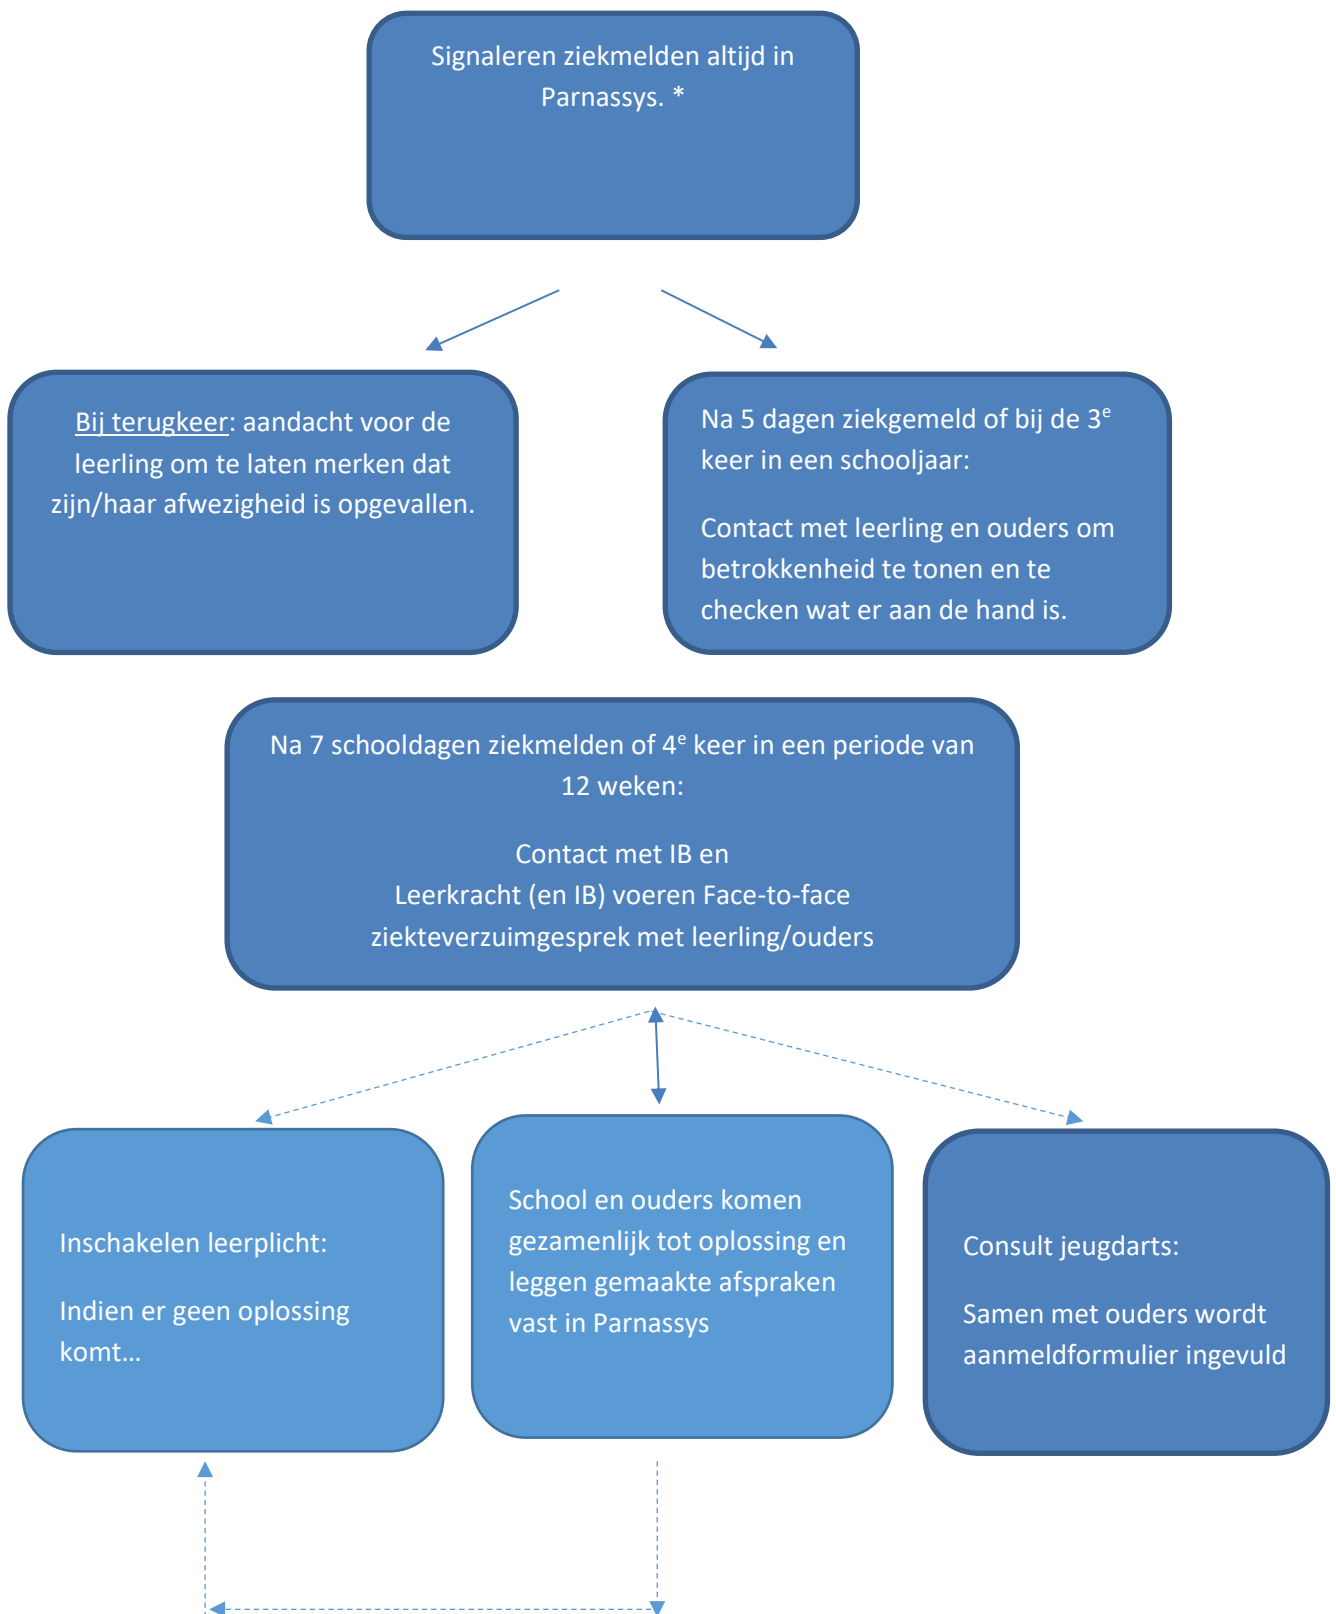 Signaleren ziekmelden altijd in
Parnassys. *
Bij terugkeer: aandacht voor de
leerling om te laten merken dat
zijn/haar afwezigheid is opgevallen.
Na 5 dagen ziekgemeld of bij de 3e
keer in een schooljaar:
Contact met leerling en ouders om
betrokkenheid te tonen en te
checken wat er aan de hand is.
Na 7 schooldagen ziekmelden of 4e keer in een periode van
12 weken:
Contact met IB en
Leerkracht (en IB) voeren Face-to-face
ziekteverzuimgesprek met leerling/ouders
Inschakelen leerplicht:
Indien er geen oplossing
komt…
School en ouders komen
gezamenlijk tot oplossing en
leggen gemaakte afspraken
vast in Parnassys
Consult jeugdarts:
Samen met ouders wordt
aanmeldformulier ingevuld